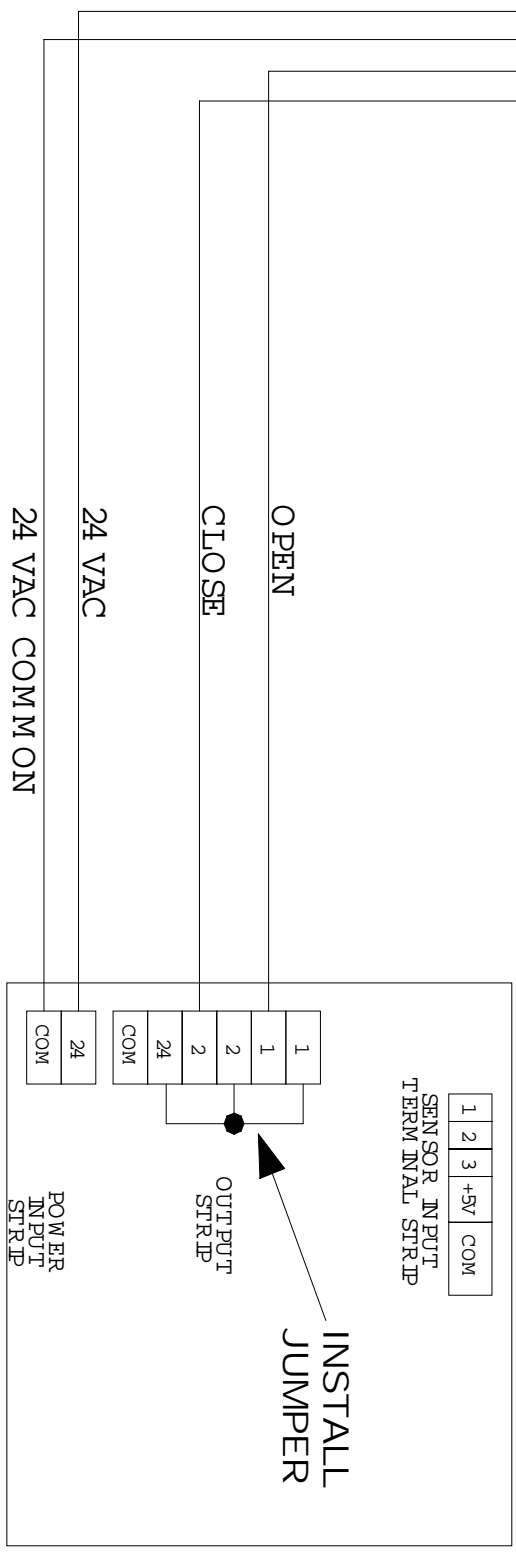 OPEN
CLOSE
24 VAC
24 VAC COMMON
1
2
3
+5V
COM
SENSOR INPUT
TERMINAL STRIP
1
1
2
2
24
COM
OUTPUT
STRIP
INSTALL
JUMPER
24
COM
POWER
INPUT
STRIP